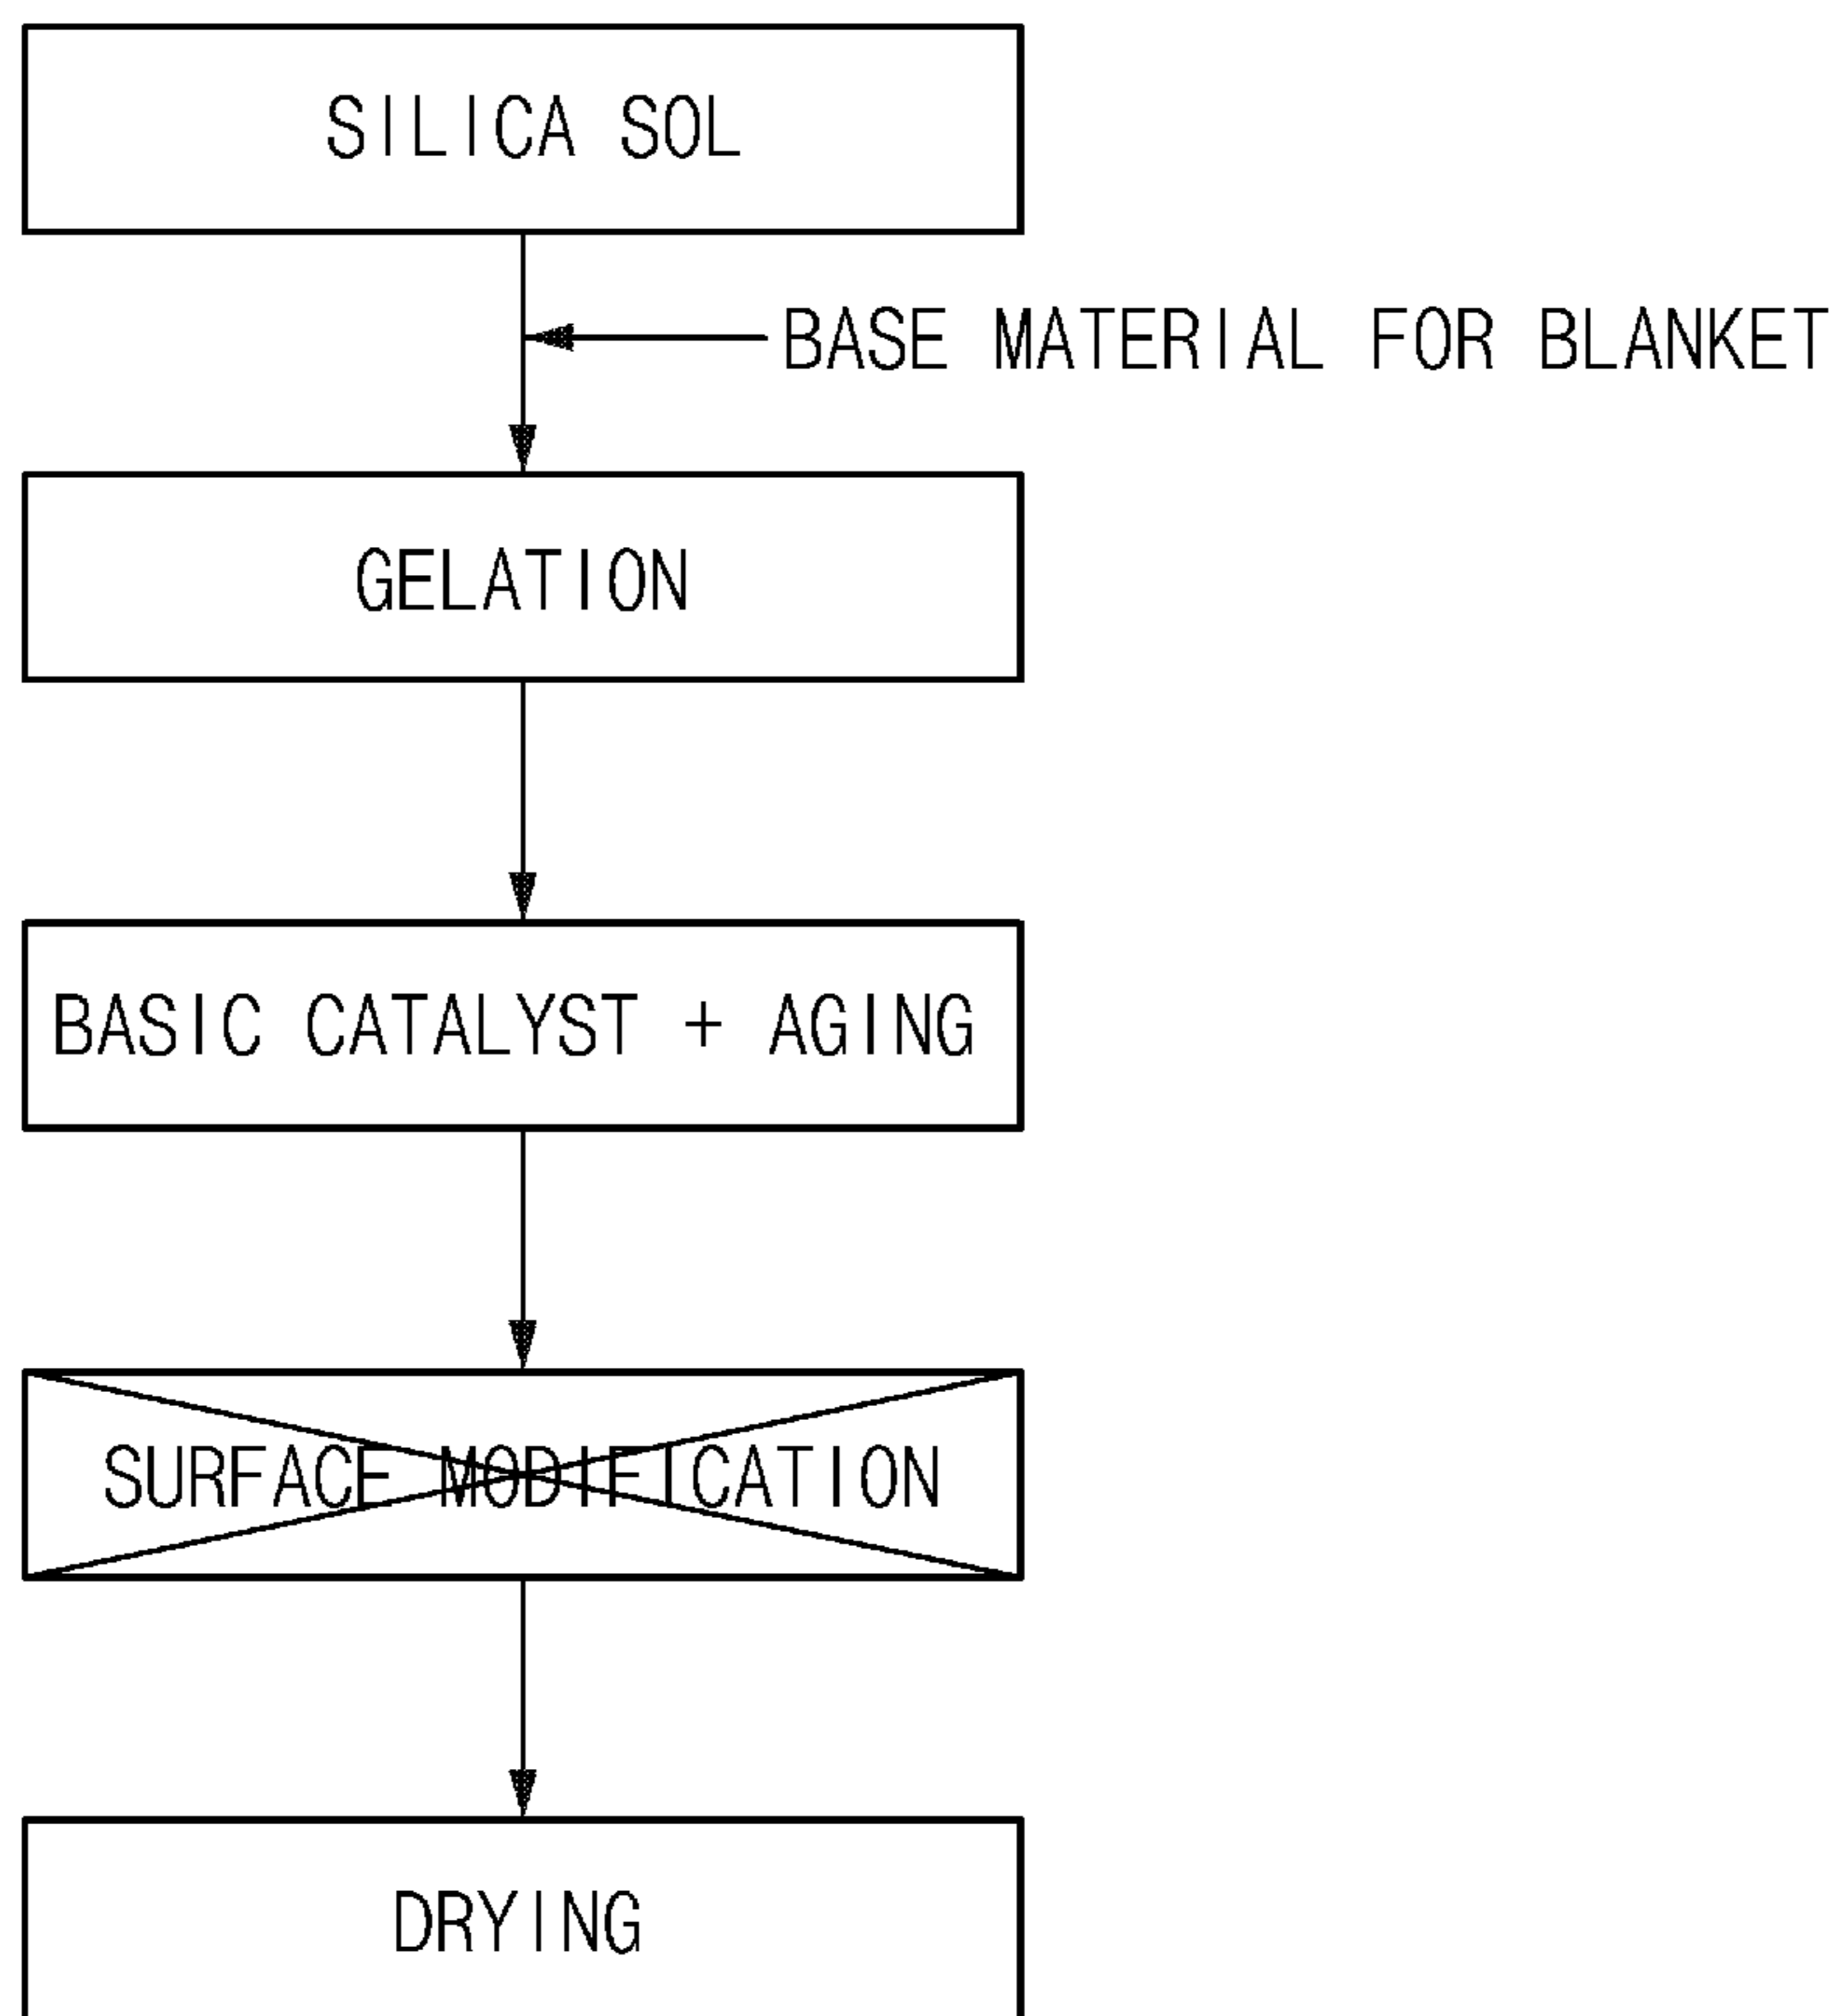 SILICA SOL
BASE MATERIAL FOR BLANKET
GELATION
BASIC CATALYST + AGING
SURFACE MODIFICATION
DRYING